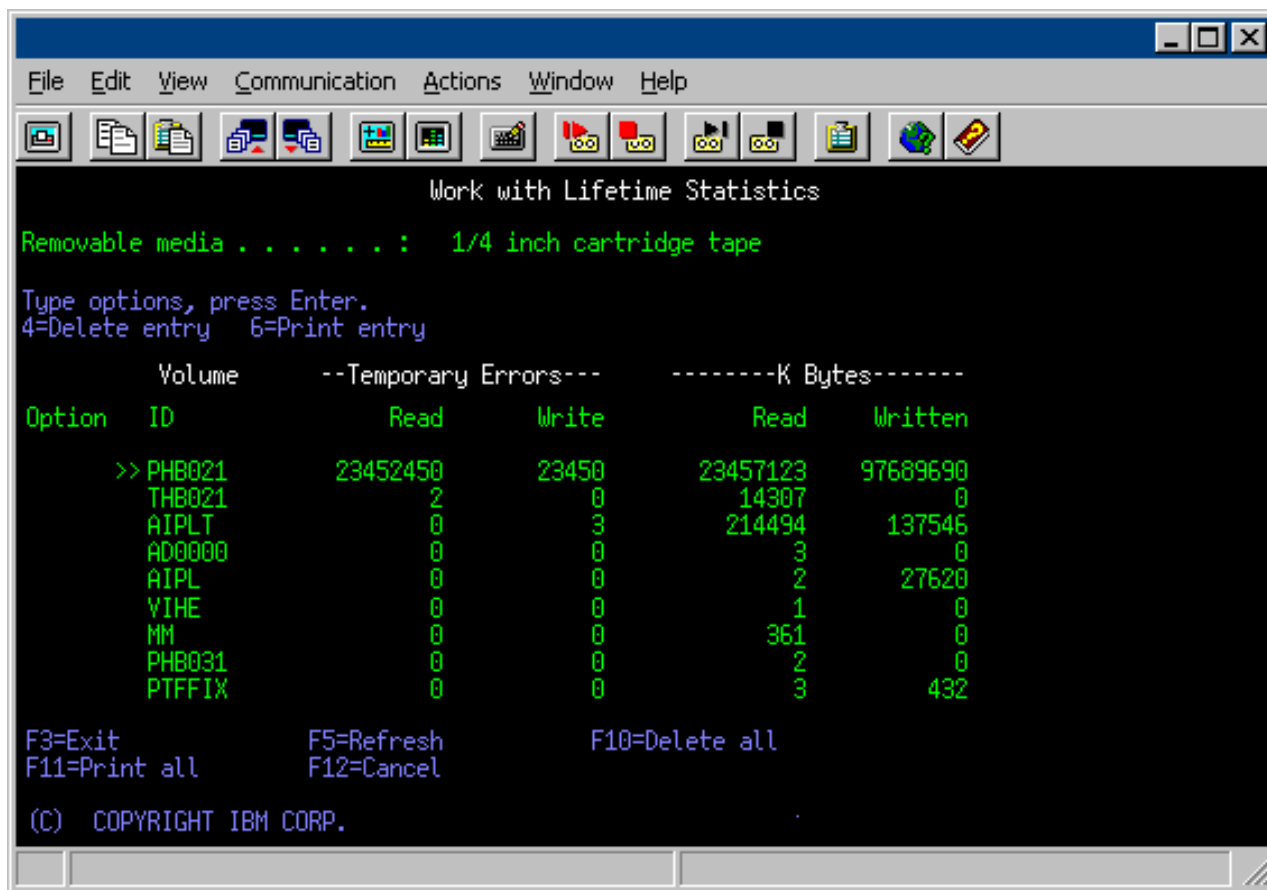 File Edit View Communication Actions Window Help
Work with Lifetime Statistics
Removable media . . . . . . :   1/4 inch cartridge tape
Type options, press Enter.
4=Delete entry   6=Print entry
Volume   --Temporary Errors---   --------K Bytes-------
Option   ID   Read   Write   Read   Written
>> PHB021   23452450   23450   23457123   97689690
THB021   2   0   14307   0
AIPLT   0   3   214494   137546
AD0000   0   0   3   0
AIPL   0   0   2   27620
VIHE   0   0   1   0
MM   0   0   361   0
PHB031   0   0   2   0
PTFFIX   0   0   3   432
F3=Exit   F5=Refresh   F10=Delete all
F11=Print all   F12=Cancel
(C)  COPYRIGHT IBM CORP.